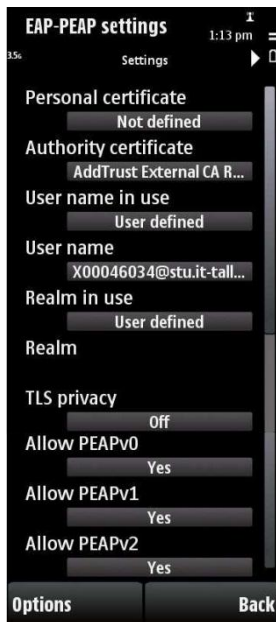 EAP-PEAP settings
1:13 pm
3.5G
Settings
Personal certificate
Not defined
Authority certificate
AddTrust External CA R...
User name in use
User defined
User name
X00046034@stu.it-tall...
Realm in use
User defined
Realm
TLS privacy
Off
Allow PEAPv0
Yes
Allow PEAPv1
Yes
Allow PEAPv2
Yes
Options
Back